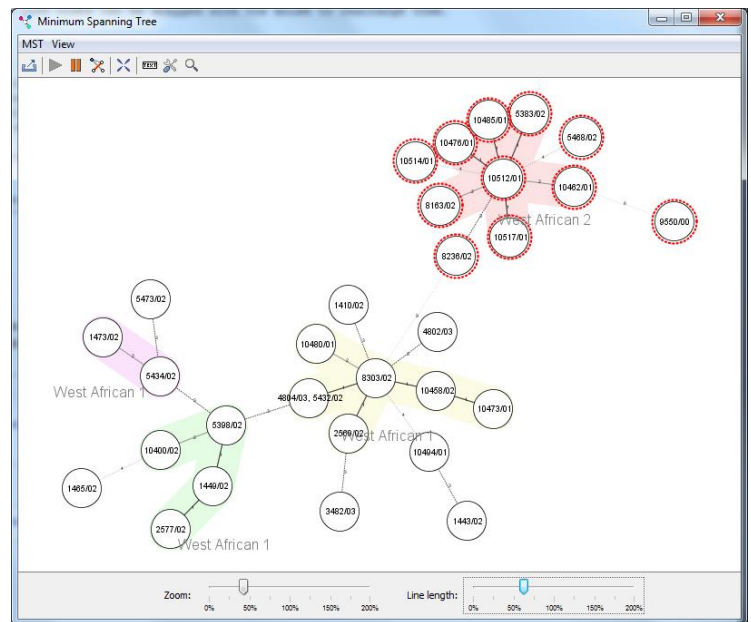 Minimum Spanning Tree
MST View
TEXT
10485/01
5383/02
10476/01
5468/02
10514/01
10512/01
10462/01
8163/02
West African 2
9550/00
10517/01
8236/02
5473/02
1410/02
4802/03
1473/02
10480/01
5434/02
8303/02
West African 1
4804/03, 5432/02
10458/02
10473/01
5398/02
2569/02
West African 1
10400/02
10494/01
1465/02
1449/02
3482/03
1443/02
2577/02
West African 1
Zoom:
0% 50% 100% 150% 200%
Line length:
0% 50% 100% 150% 200%